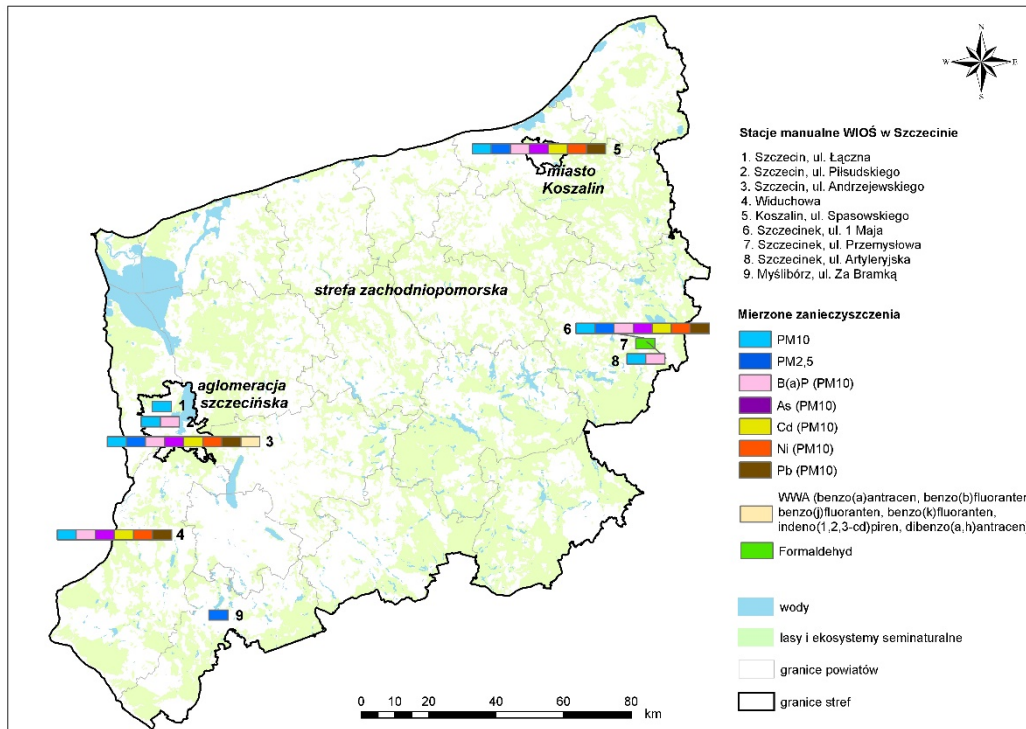 N
W E
S
Stacje manualne WIOŚ w Szczecinie
1. Szczecin, ul. Łączna
2. Szczecin, ul. Piłsudskiego
3. Szczecin, ul. Andrzejewskiego
4. Widuchowa
5. Koszalin, ul. Spasowskiego
6. Szczecinek, ul. 1 Maja
7. Szczecinek, ul. Przemysłowa
8. Szczecinek, ul. Artyleryjska
9. Myślibórz, ul. Za Bramką
5
miasto
Koszalin
strefa zachodniopomorska
6
7
8
aglomeracja
szczecińska
1
2
3
4
9
Mierzone zanieczyszczenia
PM10
PM2,5
B(a)P (PM10)
As (PM10)
Cd (PM10)
Ni (PM10)
Pb (PM10)
WWA (benzo(a)antracen, benzo(b)fluoranten
benzo(j)fluoranten, benzo(k)fluoranten,
indeno(1,2,3-cd)piren, dibenzo(a,h)antracen
Formaldehyd
wody
lasy i ekosystemy seminaturalne
granice powiatów
granice stref
0 10 20 40 60 80
km